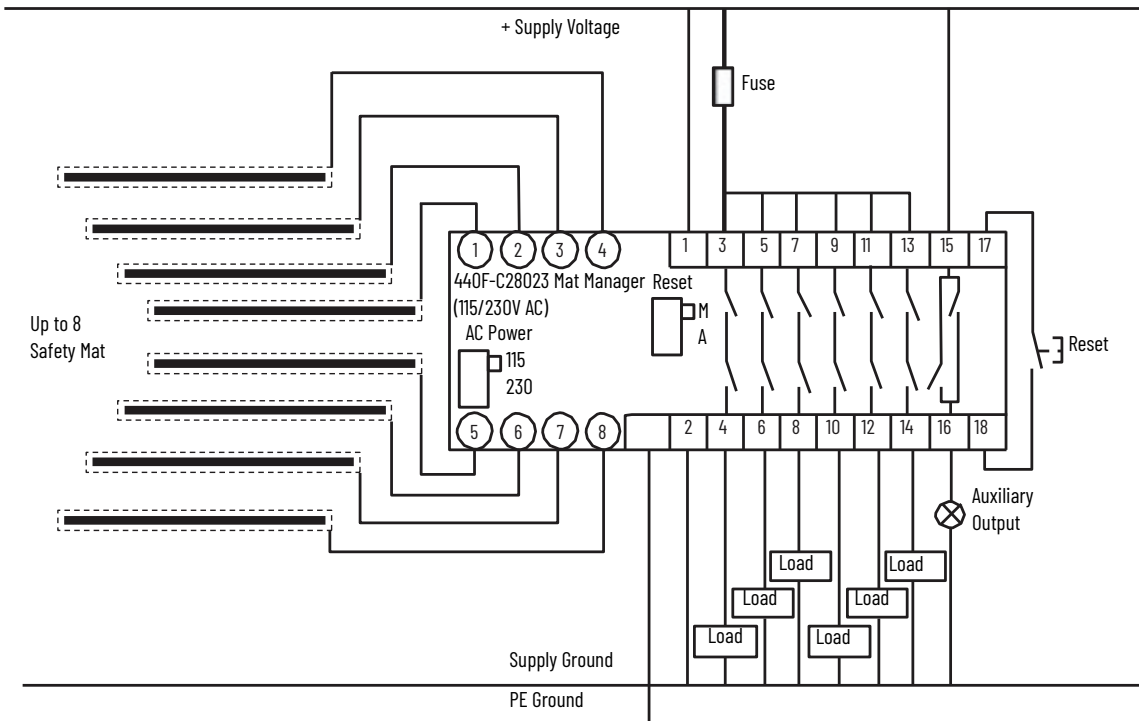 + Supply Voltage
Fuse
1 2 3 4
1 3 5 7 9 11 13 15 17
440F-C28023 Mat Manager
(115/230V AC)
Reset
M
A
AC Power
115
230
Up to 8
Safety Mat
Reset
5 6 7 8
2 4 6 8 10 12 14 16 18
Auxiliary
Output
Load
Load
Load
Load
Load
Load
Supply Ground
PE Ground